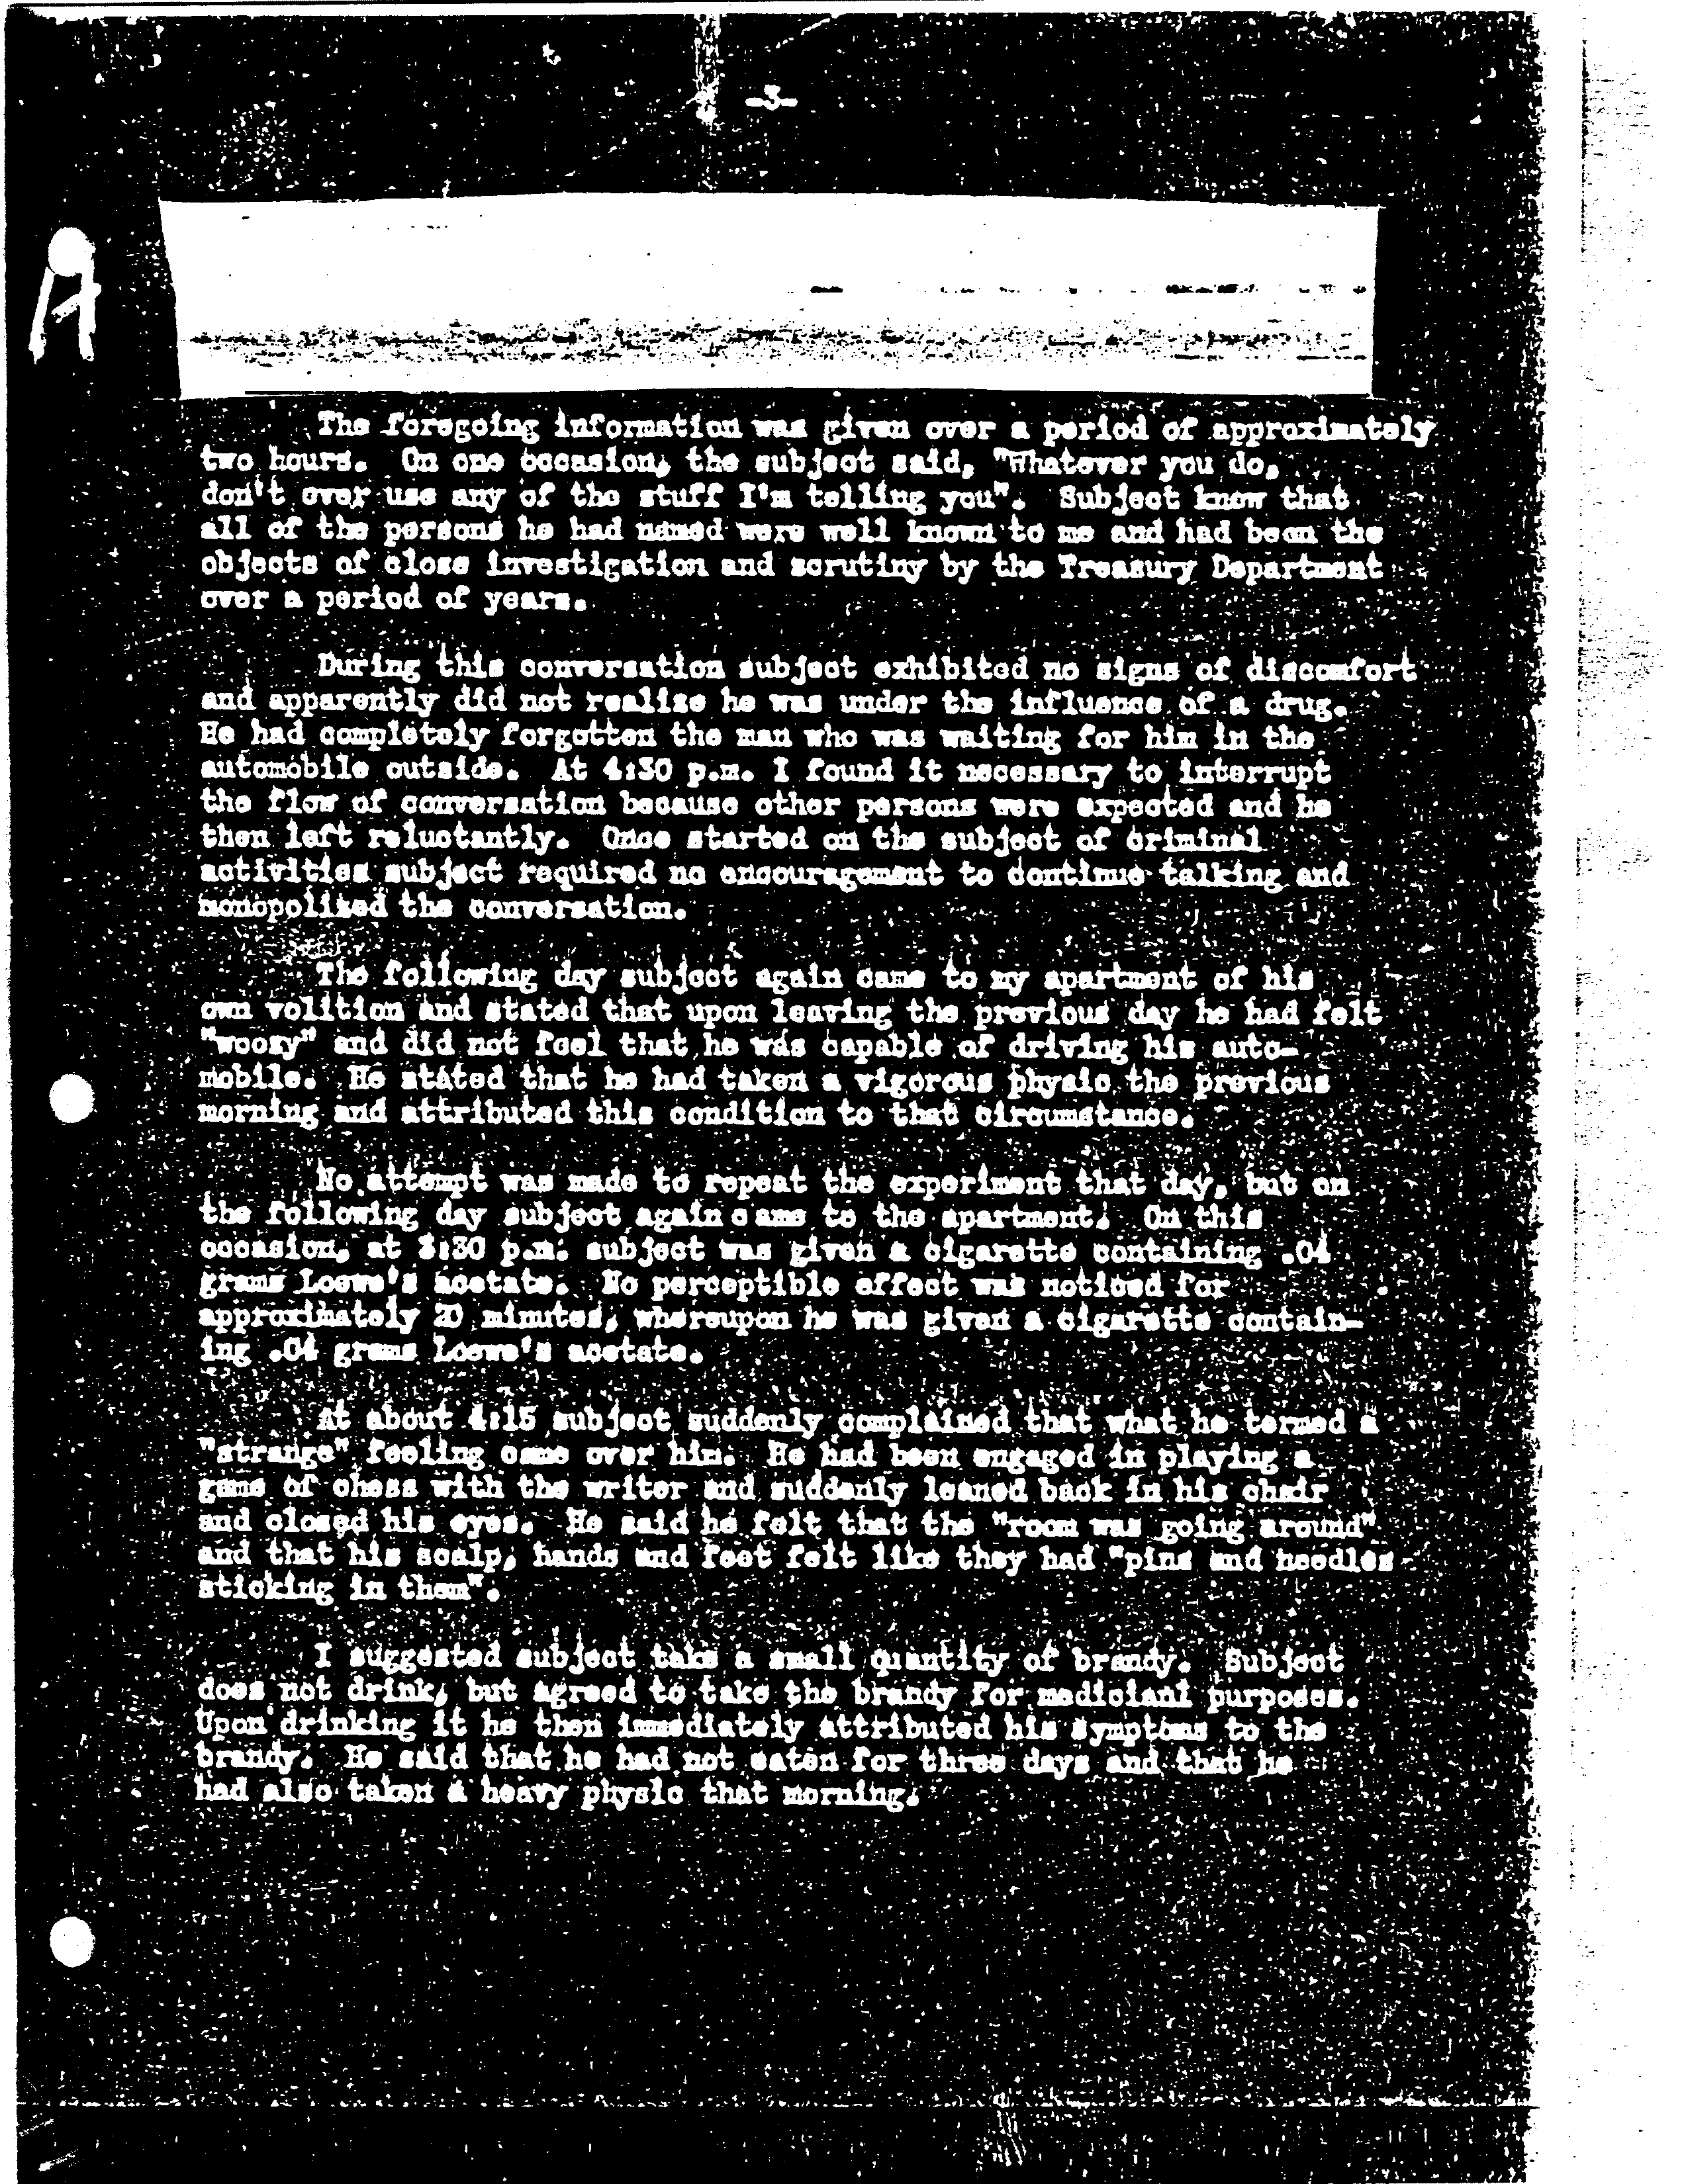 -3-
A
The foregoing information was given over a period of approximately
two hours. On one occasion, the subject said, "Whatever you do,
don't ever use any of the stuff I'm telling you". Subject knew that
all of the persons he had named were well known to me and had been the
objects of close investigation and scrutiny by the Treasury Department
over a period of years.
During this conversation subject exhibited no signs of discomfort
and apparently did not realize he was under the influence of a drug.
He had completely forgotten the man who was waiting for him in the
automobile outside. At 4:30 p.m. I found it necessary to interrupt
the flow of conversation because other persons were expected and he
then left reluctantly. Once started on the subject of criminal
activities subject required no encouragement to continue talking and
monopolized the conversation.
The following day subject again came to my apartment of his
own volition and stated that upon leaving the previous day he had felt
"woozy" and did not feel that he was capable of driving his auto-
mobile. He stated that he had taken a vigorous physic the previous
morning and attributed this condition to that circumstance.
No attempt was made to repeat the experiment that day, but on
the following day subject again came to the apartment. On this
occasion, at 3:30 p.m. subject was given a cigarette containing .04
grams Loewe's acetate. No perceptible effect was noticed for
approximately 20 minutes, whereupon he was given a cigarette contain-
ing .04 grams Loewe's acetate.
At about 4:15 subject suddenly complained that what he termed a
"strange" feeling came over him. He had been engaged in playing a
game of chess with the writer and suddenly leaned back in his chair
and closed his eyes. He said he felt that the "room was going around"
and that his scalp, hands and feet felt like they had "pins and needles
sticking in them".
I suggested subject take a small quantity of brandy. Subject
does not drink, but agreed to take the brandy for mediciani purposes.
Upon drinking it he then immediately attributed his symptoms to the
brandy. He said that he had not eaten for three days and that he
had also taken a heavy physic that morning.